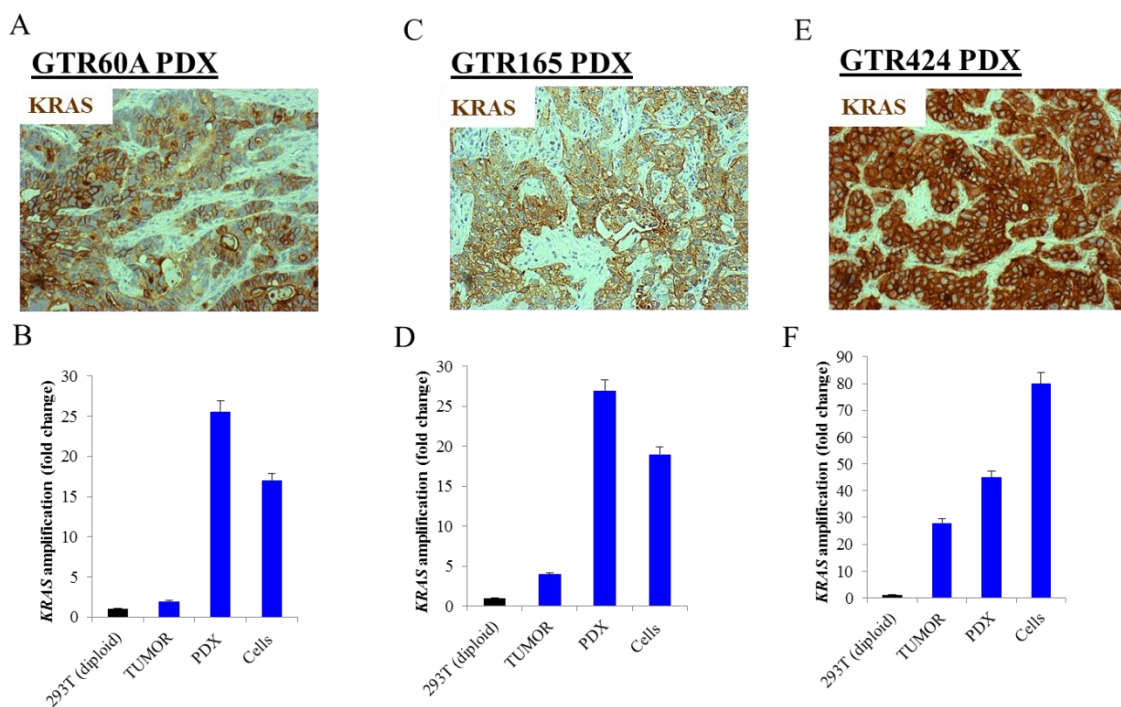 A
GTR60A PDX
KRAS
C
GTR165 PDX
KRAS
E
GTR424 PDX
KRAS
B
KRAS amplification (fold change)
30
25
20
15
10
5
0
293T (diploid)
TUMOR
PDX
Cells
D
KRAS amplification (fold change)
30
25
20
15
10
5
0
293T (diploid)
TUMOR
PDX
Cells
F
KRAS amplification (fold change)
90
80
70
60
50
40
30
20
10
0
293T (diploid)
TUMOR
PDX
Cells